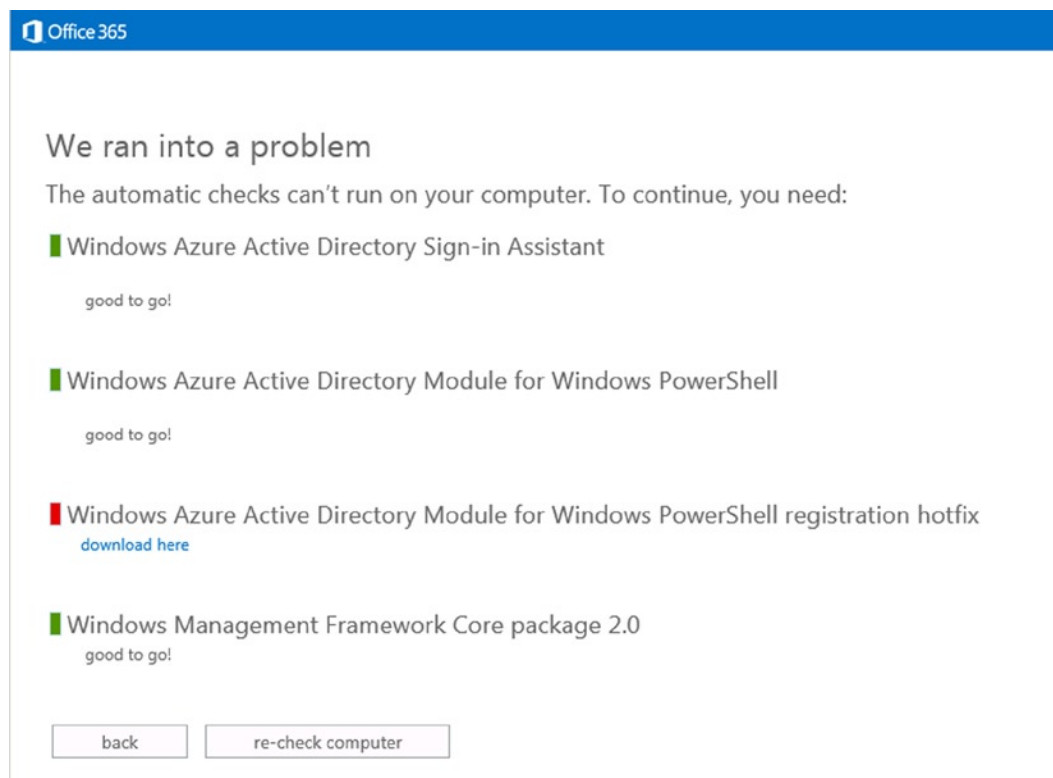 Office 365
We ran into a problem
The automatic checks can't run on your computer. To continue, you need:
Windows Azure Active Directory Sign-in Assistant
good to go!
Windows Azure Active Directory Module for Windows PowerShell
good to go!
Windows Azure Active Directory Module for Windows PowerShell registration hotfix
download here
Windows Management Framework Core package 2.0
good to go!
back re-check computer